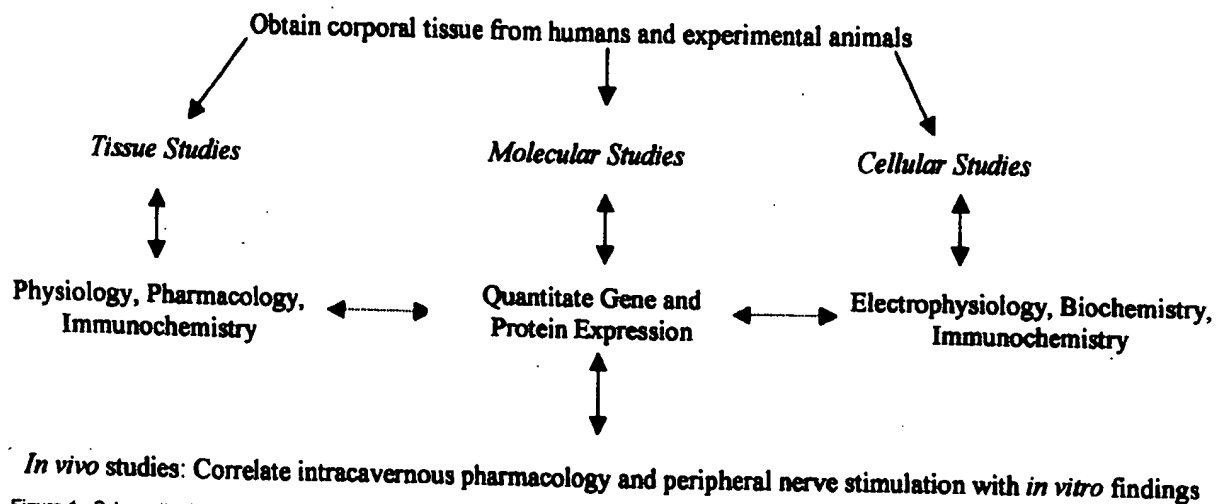 Obtain corporal tissue from humans and experimental animals
Tissue Studies
Molecular Studies
Cellular Studies
Physiology, Pharmacology,
Immunochemistry
Quantitate Gene and
Protein Expression
Electrophysiology, Biochemistry,
Immunochemistry
In vivo studies: Correlate intracavernous pharmacology and peripheral nerve stimulation with in vitro findings